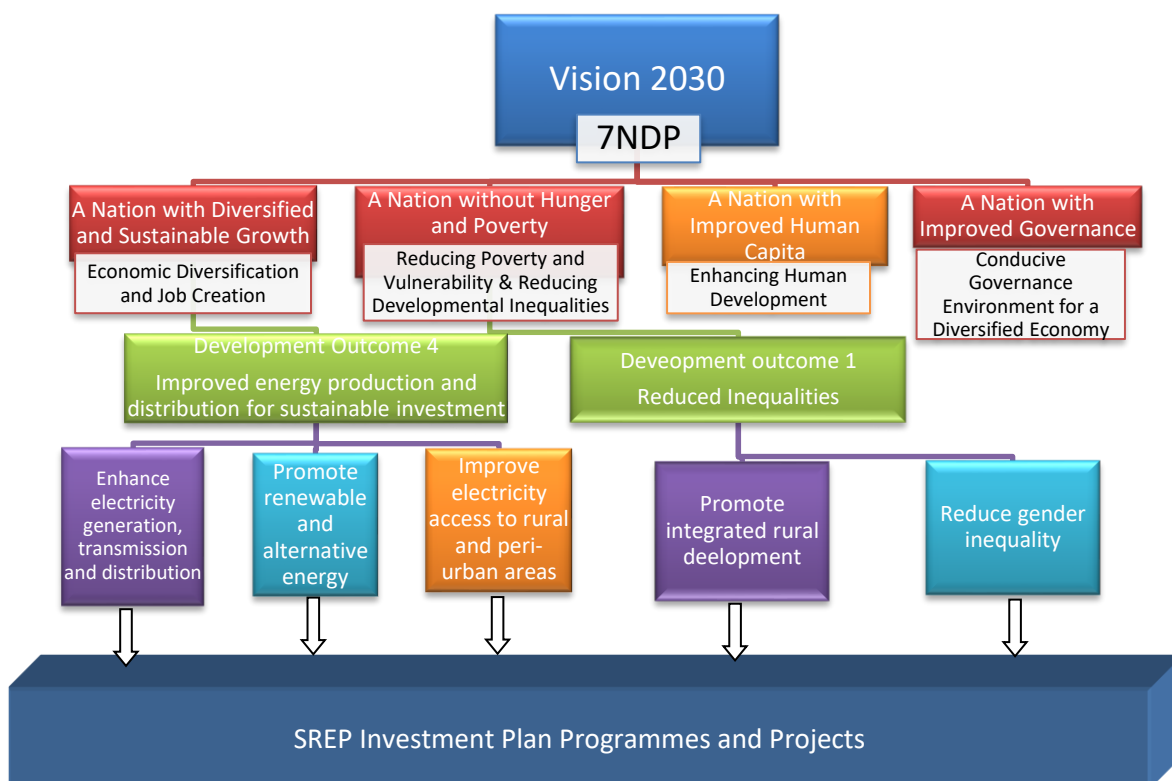 Vision 2030
7NDP
A Nation with Diversified
and Sustainable Growth
Economic Diversification
and Job Creation
A Nation without Hunger
and Poverty
Reducing Poverty and
Vulnerability & Reducing
Developmental Inequalities
A Nation with
Improved Human
Capita
Enhancing Human
Development
A Nation with
Improved Governance
Conducive
Governance
Environment for a
Diversified Economy
Development Outcome 4
Improved energy production and
distribution for sustainable investment
Deveopment outcome 1
Reduced Inequalities
Enhance
electricity
generation,
transmission
and distribution
Promote
renewable
and
alternative
energy
Improve
electricity
access to rural
and peri-
urban areas
Promote
integrated rural
deelopment
Reduce gender
inequality
SREP Investment Plan Programmes and Projects